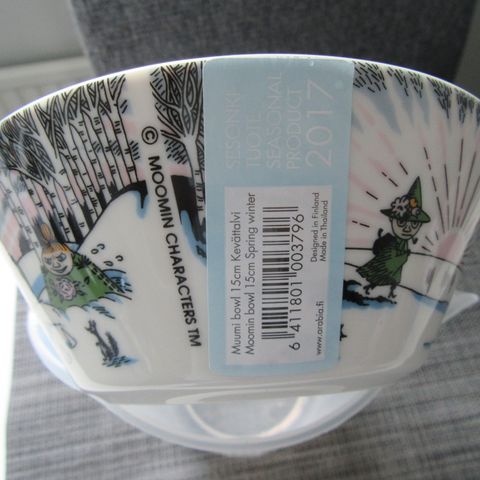 © MOOMIN CHARACTERS TM
SESONKI-
TUOTE
SEASONAL
PRODUCT
2017
Muumi bowl 15cm Kevättalvi
Moomin bowl 15cm Spring winter
6 411801 003796
www.arabia.fi
Designed in Finland
Made in Thailand